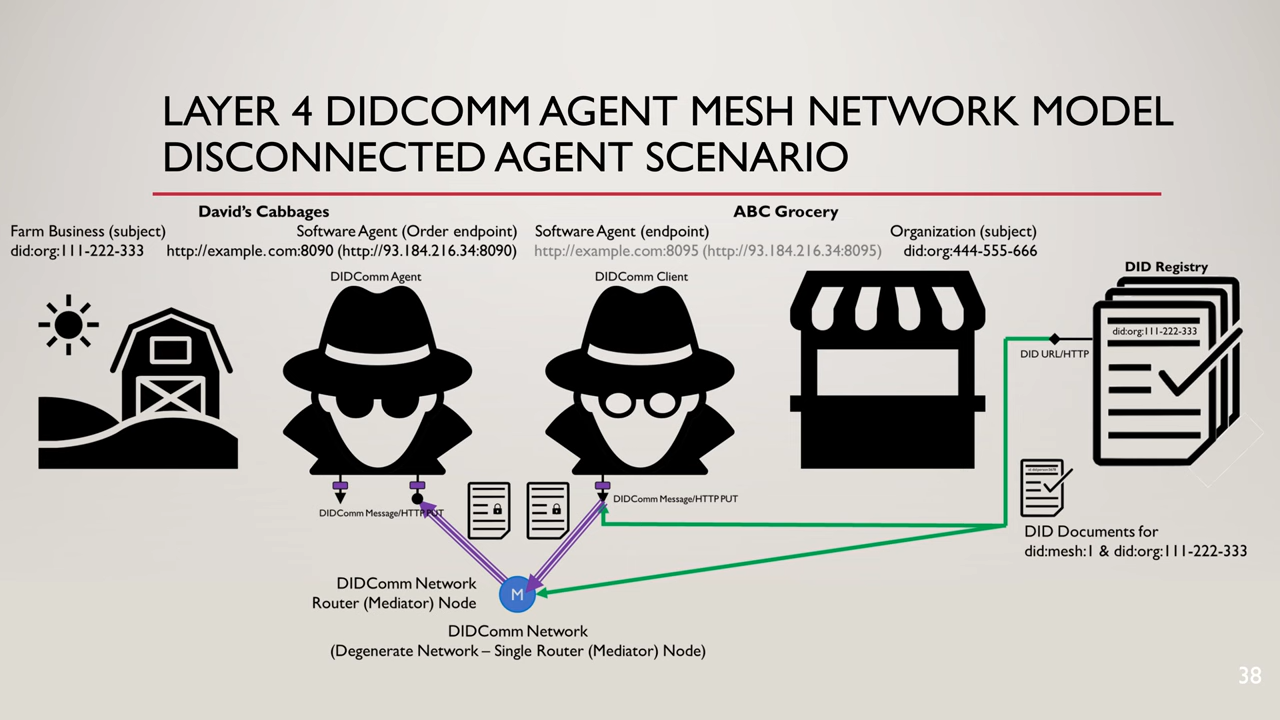 LAYER 4 DIDCOMM AGENT MESH NETWORK MODEL
DISCONNECTED AGENT SCENARIO
David's Cabbages
Farm Business (subject)
did:org:111-222-333
Software Agent (Order endpoint)
http://example.com:8090 (http://93.184.216.34:8090)
ABC Grocery
Software Agent (endpoint)
http://example.com:8095 (http://93.184.216.34:8095)
Organization (subject)
did:org:444-555-666
DIDComm Agent
DIDComm Client
DID Registry
did:org:111-222-333
DID URL/HTTP
DIDComm Message/HTTP PUT
DIDComm Message/HTTP PUT
DID Documents for
did:mesh:1 & did:org:111-222-333
DIDComm Network
Router (Mediator) Node
M
DIDComm Network
(Degenerate Network – Single Router (Mediator) Node)
38